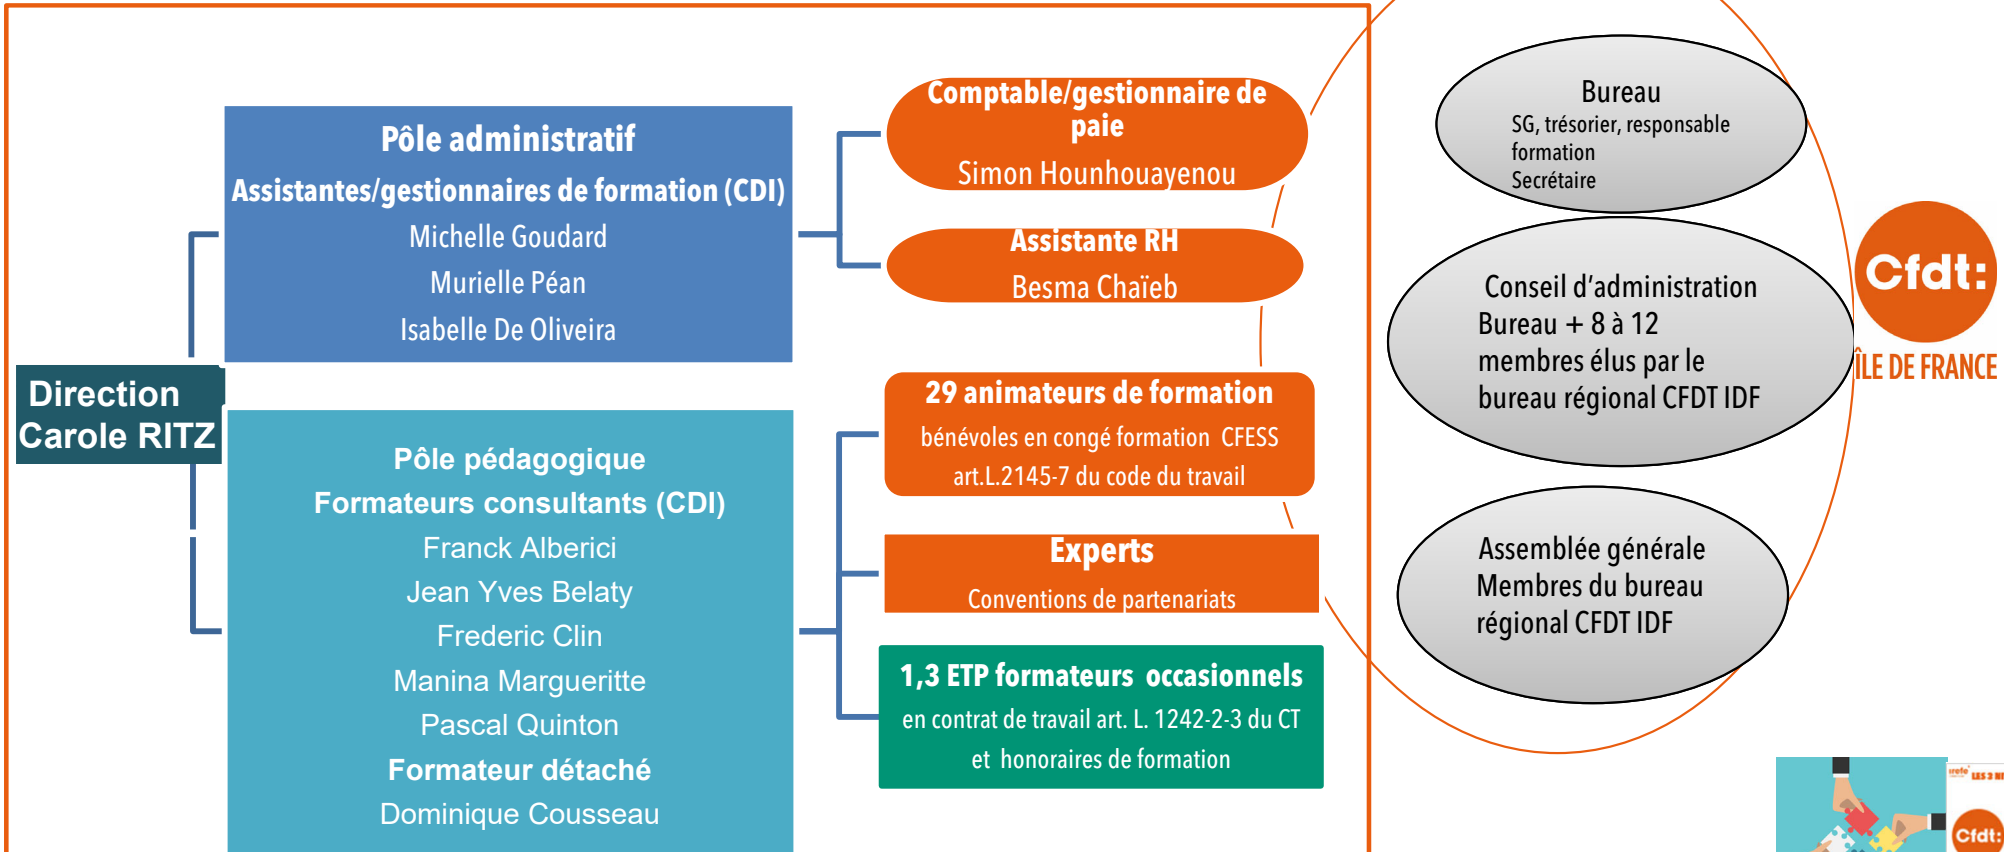 Direction
Carole RITZ
Pôle administratif
Assistantes/gestionnaires de formation (CDI)
Michelle Goudard
Murielle Péan
Isabelle De Oliveira
Pôle pédagogique
Formateurs consultants (CDI)
Franck Alberici
Jean Yves Belaty
Frederic Clin
Manina Margueritte
Pascal Quinton
Formateur détaché
Dominique Cousseau
Comptable/gestionnaire de
paie
Simon Hounhouayenou
Assistante RH
Besma Chaïeb
29 animateurs de formation
bénévoles en congé formation CFESS
art.L.2145-7 du code du travail
Experts
Conventions de partenariats
1,3 ETP formateurs occasionnels
en contrat de travail art. L. 1242-2-3 du CT
et honoraires de formation
Bureau
SG, trésorier, responsable
formation
Secrétaire
Conseil d'administration
Bureau + 8 à 12
membres élus par le
bureau régional CFDT IDF
Assemblée générale
Membres du bureau
régional CFDT IDF
Cfdt:
ÎLE DE FRANCE
LES 3
Cfdt: